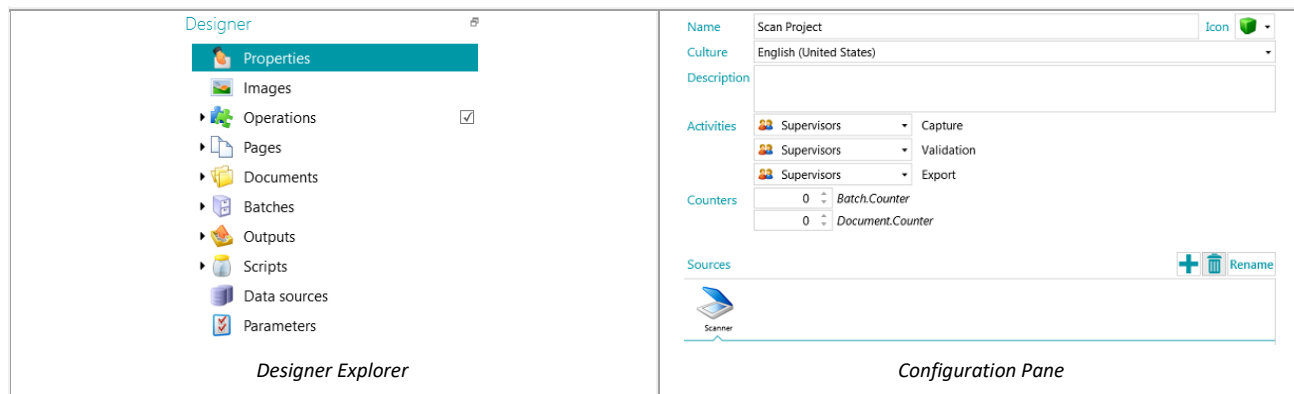 Designer
Properties
Images
Operations
Pages
Documents
Batches
Outputs
Scripts
Data sources
Parameters
Designer Explorer
Name Scan Project Icon
Culture English (United States)
Description
Activities Supervisors Capture
Supervisors Validation
Supervisors Export
Counters 0 Batch.Counter
0 Document.Counter
Sources Rename
Scanner
Configuration Pane